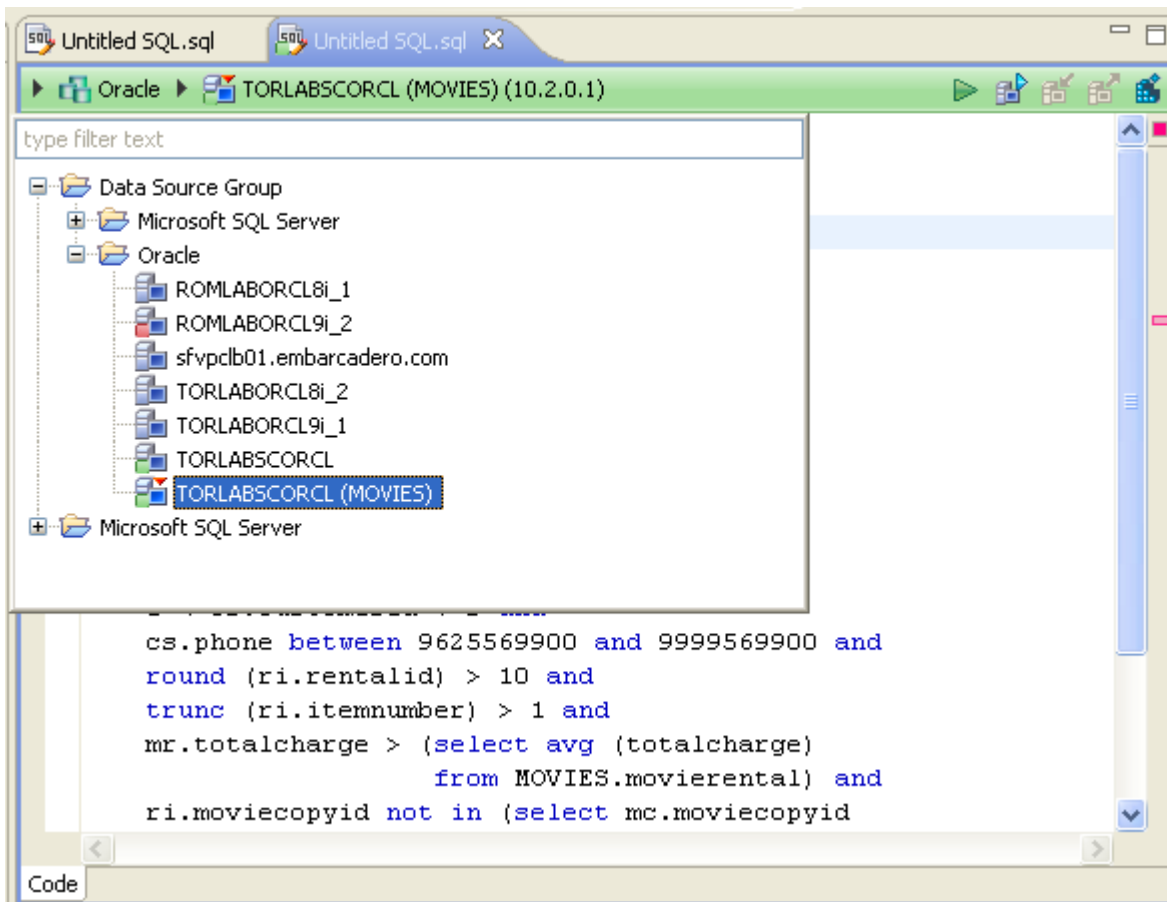 Untitled SQL.sql Untitled SQL.sql
Oracle TORLABSCORCL (MOVIES) (10.2.0.1)
type filter text
Data Source Group
Microsoft SQL Server
Oracle
ROMLABORCL8i_1
ROMLABORCL9i_2
sfvpclb01.embarcadero.com
TORLABORCL8i_2
TORLABORCL9i_1
TORLABSCORCL
TORLABSCORCL (MOVIES)
Microsoft SQL Server
cs.phone between 9625569900 and 9999569900 and
round (ri.rentalid) > 10 and
trunc (ri.itemnumber) > 1 and
mr.totalcharge > (select avg (totalcharge)
from MOVIES.movierental) and
ri.moviecopyid not in (select mc.moviecopyid
Code